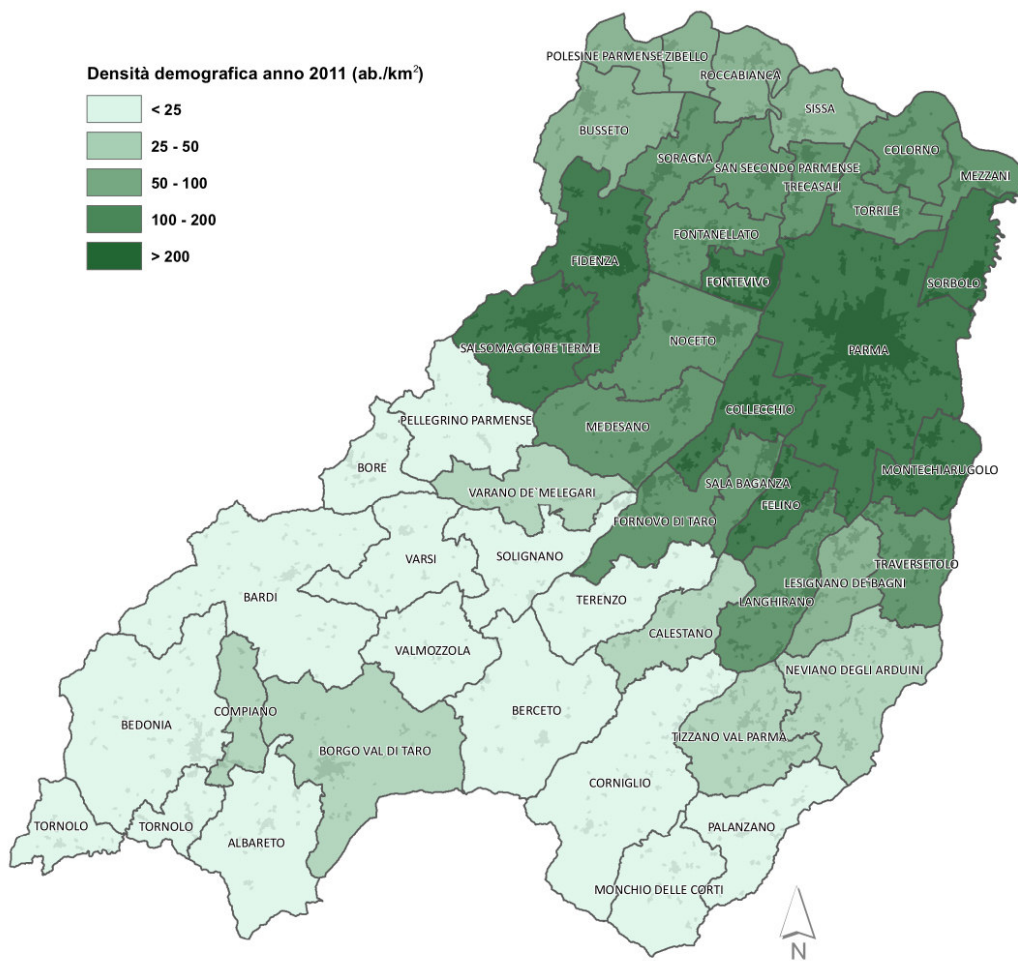 Densità demografica anno 2011 (ab./km²)
< 25
25 - 50
50 - 100
100 - 200
> 200
POLESINE PARMENSE
ZIBELLO
ROCCABIANCA
SISSA
BUSSETO
SORAGNA
SAN SECONDO PARMENSE
TRECASALI
COLORNO
MEZZANI
TORRILE
FONTANELLATO
FIDENZA
FONTEVIVO
SORBOLO
SALSOMAGGIORE TERME
NOCETO
PARMA
PELLEGRINO PARMENSE
MEDESANO
COLLECCHIO
BORE
VARANO DE' MELEGARI
SALA BAGANZA
MONTECHIARUGOLO
FORNOVO DI TARO
FELINO
VARSI
SOLIGNANO
TRAVERSETOLO
LESIGNANO DE' BAGNI
BARDI
TERENZO
LANGHIRANO
CALESTANO
VALMOZZOLA
NEVIANO DEGLI ARDUINI
COMPIANO
BERCETO
BEDONIA
BORGO VAL DI TARO
TIZZANO VAL PARMA
CORNIGLIO
TORNOLO
TORNOLO
ALBARETO
PALANZANO
MONCHIO DELLE CORTI
N